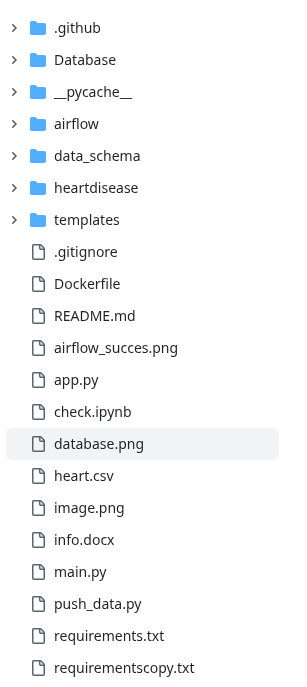 .github
Database
__pycache__
airflow
data_schema
heartdisease
templates
.gitignore
Dockerfile
README.md
airflow_succes.png
app.py
check.ipynb
database.png
heart.csv
image.png
info.docx
main.py
push_data.py
requirements.txt
requirementscopy.txt